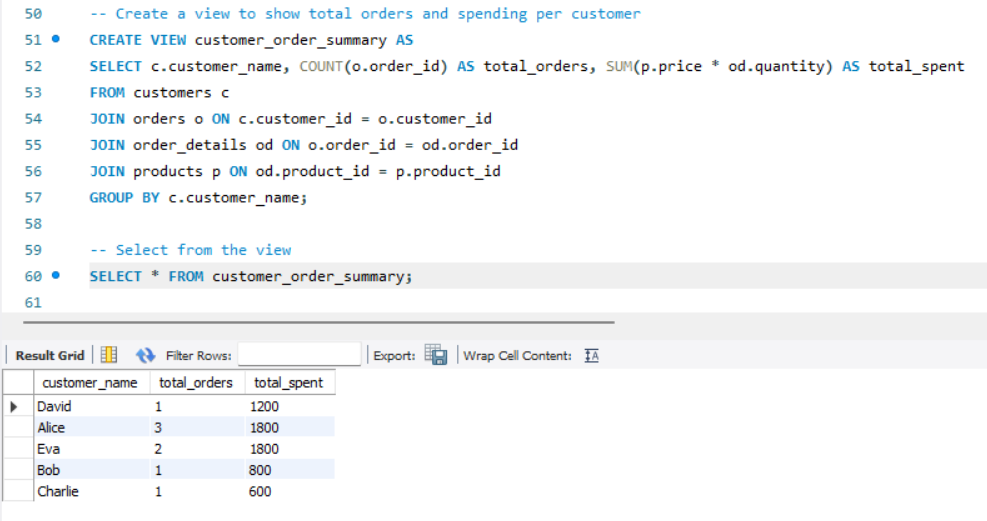 50 -- Create a view to show total orders and spending per customer
51 CREATE VIEW customer_order_summary AS
52 SELECT c.customer_name, COUNT(o.order_id) AS total_orders, SUM(p.price * od.quantity) AS total_spent
53 FROM customers c
54 JOIN orders o ON c.customer_id = o.customer_id
55 JOIN order_details od ON o.order_id = od.order_id
56 JOIN products p ON od.product_id = p.product_id
57 GROUP BY c.customer_name;
58
59 -- Select from the view
60 SELECT * FROM customer_order_summary;
61
Result Grid Filter Rows: Export: Wrap Cell Content: IA
customer_name total_orders total_spent
David 1 1200
Alice 3 1800
Eva 2 1800
Bob 1 800
Charlie 1 600